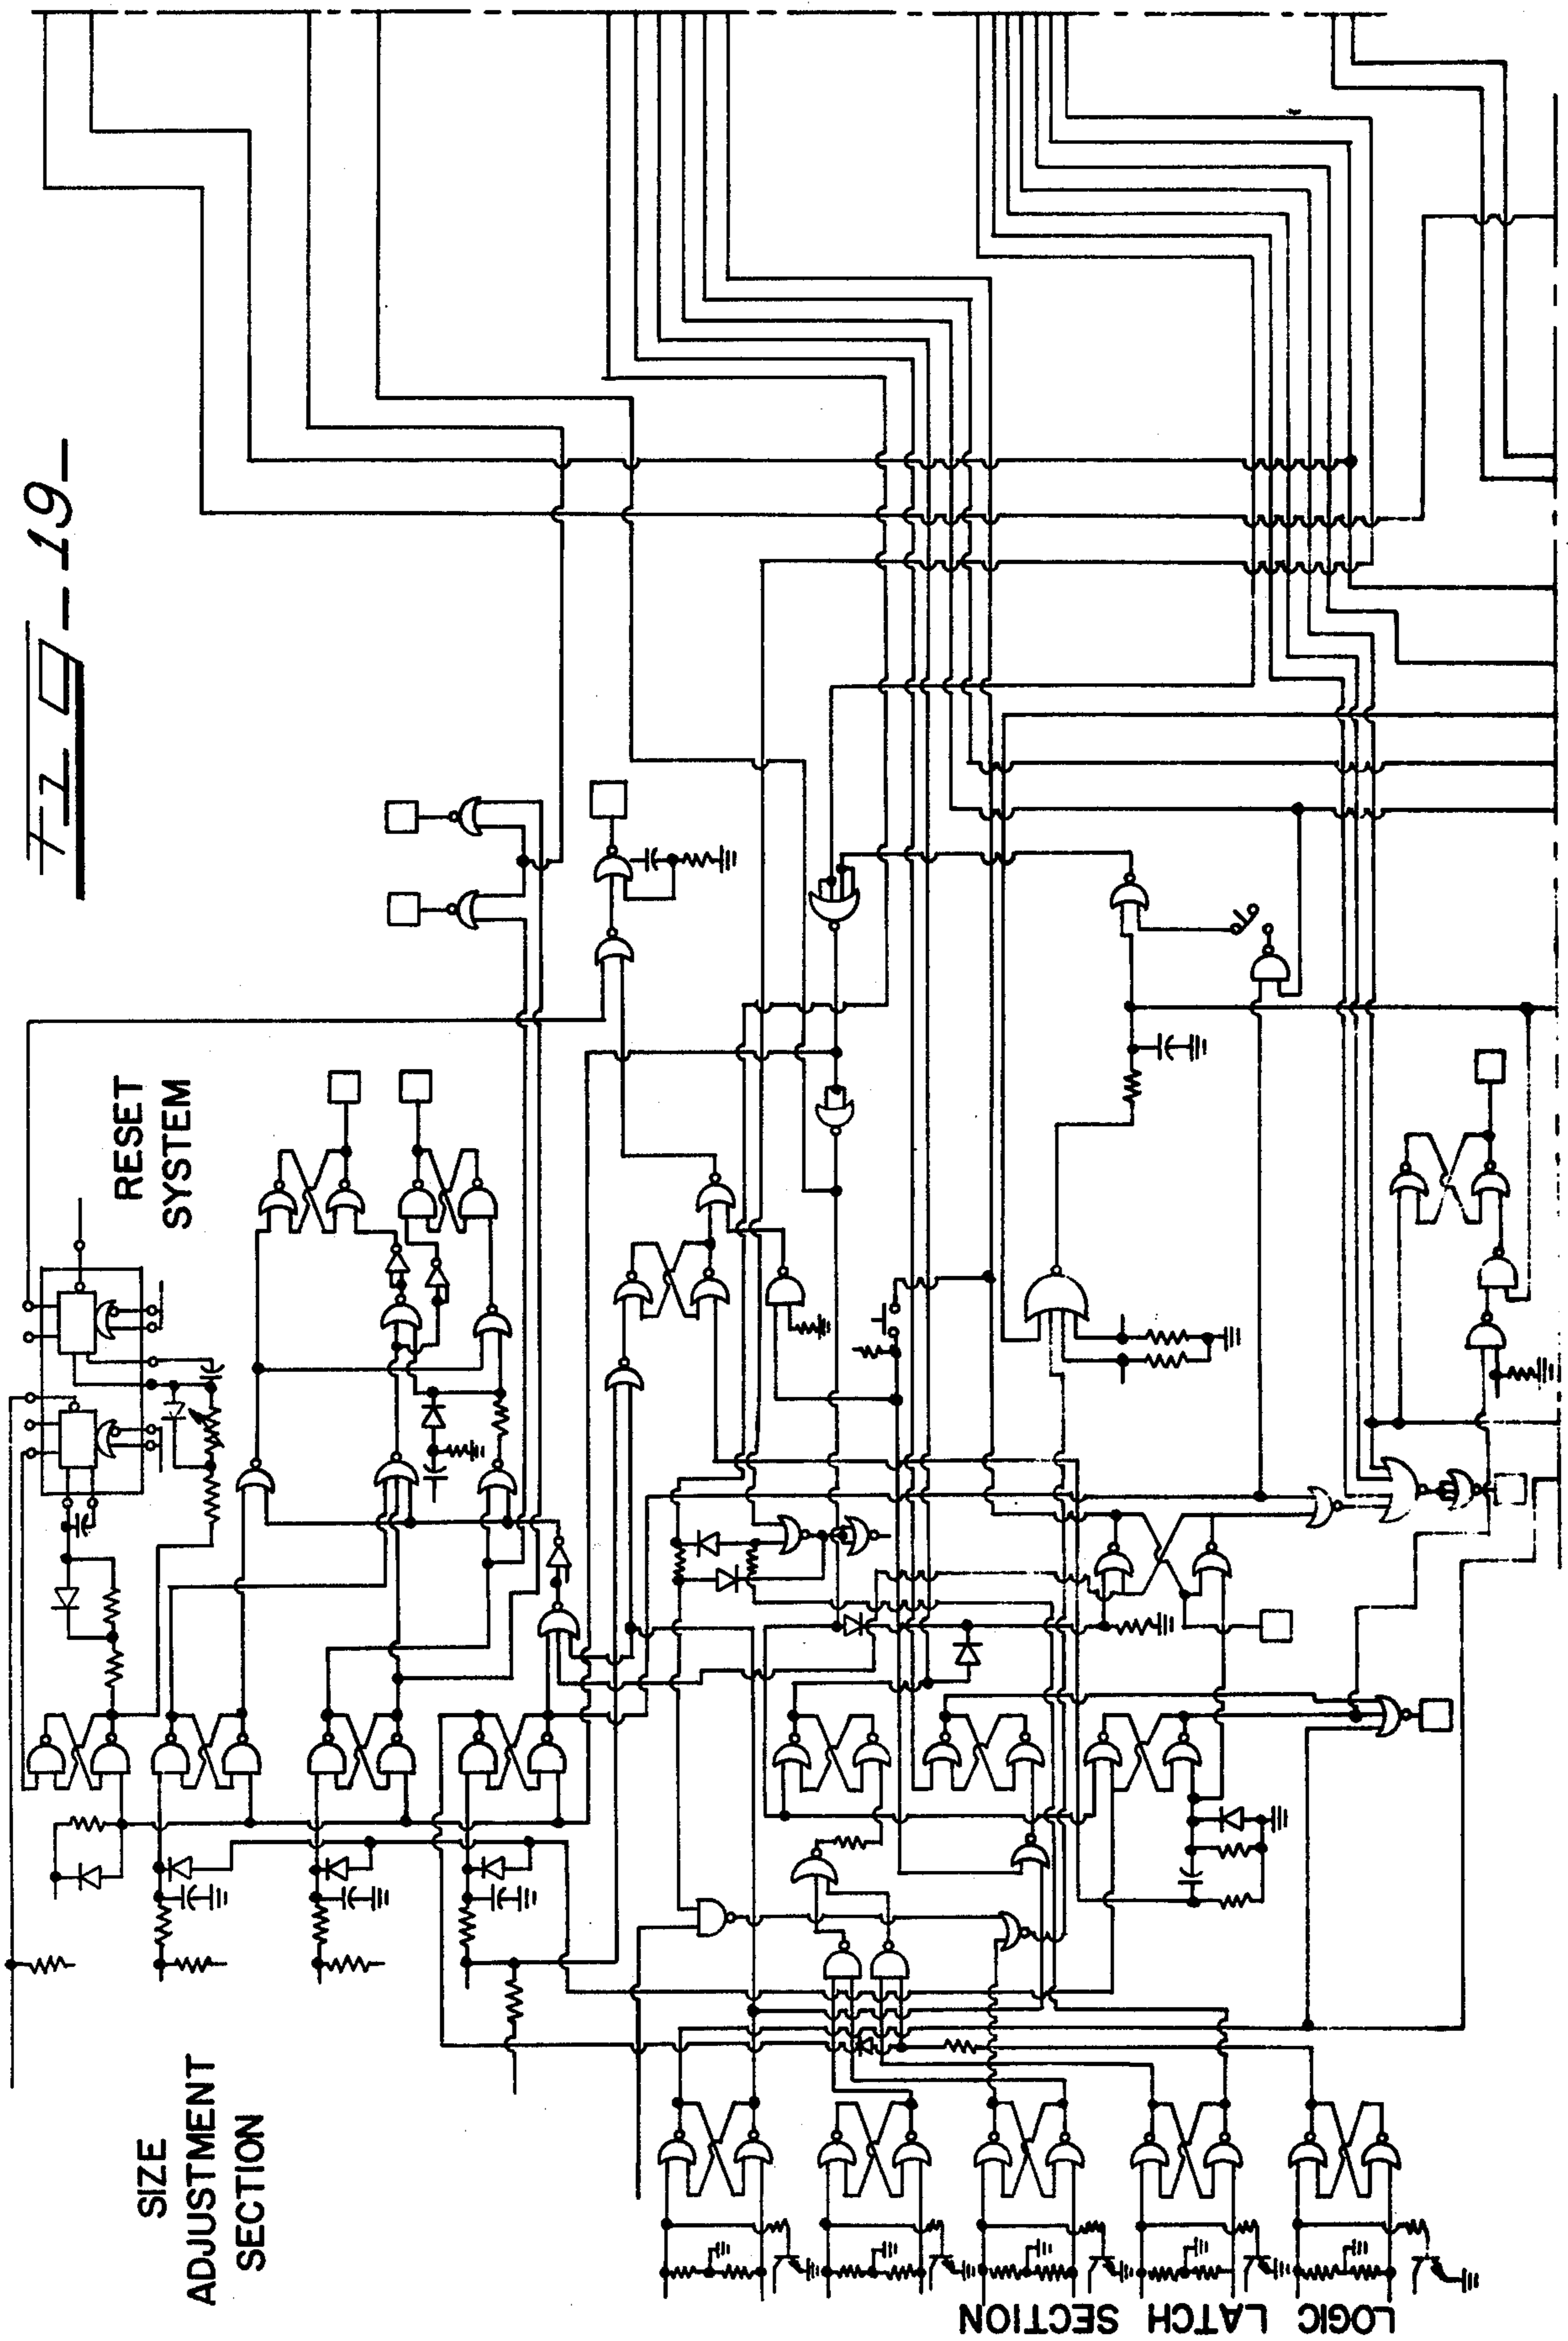 Fig-19-
RESET
SYSTEM
SIZE
ADJUSTMENT
SECTION
LOGIC LATCH SECTION